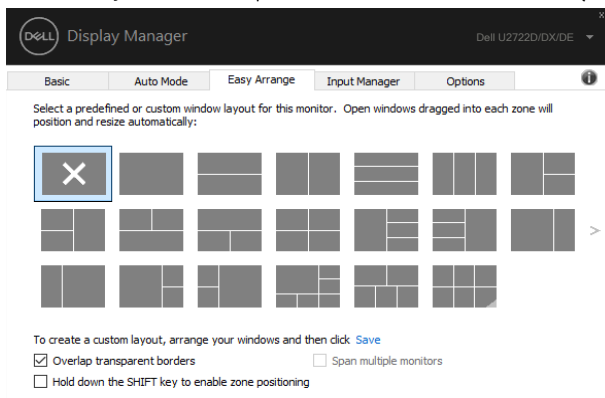 DELL Display Manager
Dell U2722D/DX/DE
Basic Auto Mode Easy Arrange Input Manager Options
Select a predefined or custom window layout for this monitor. Open windows dragged into each zone will
position and resize automatically:
To create a custom layout, arrange your windows and then click Save
Overlap transparent borders
Span multiple monitors
Hold down the SHIFT key to enable zone positioning